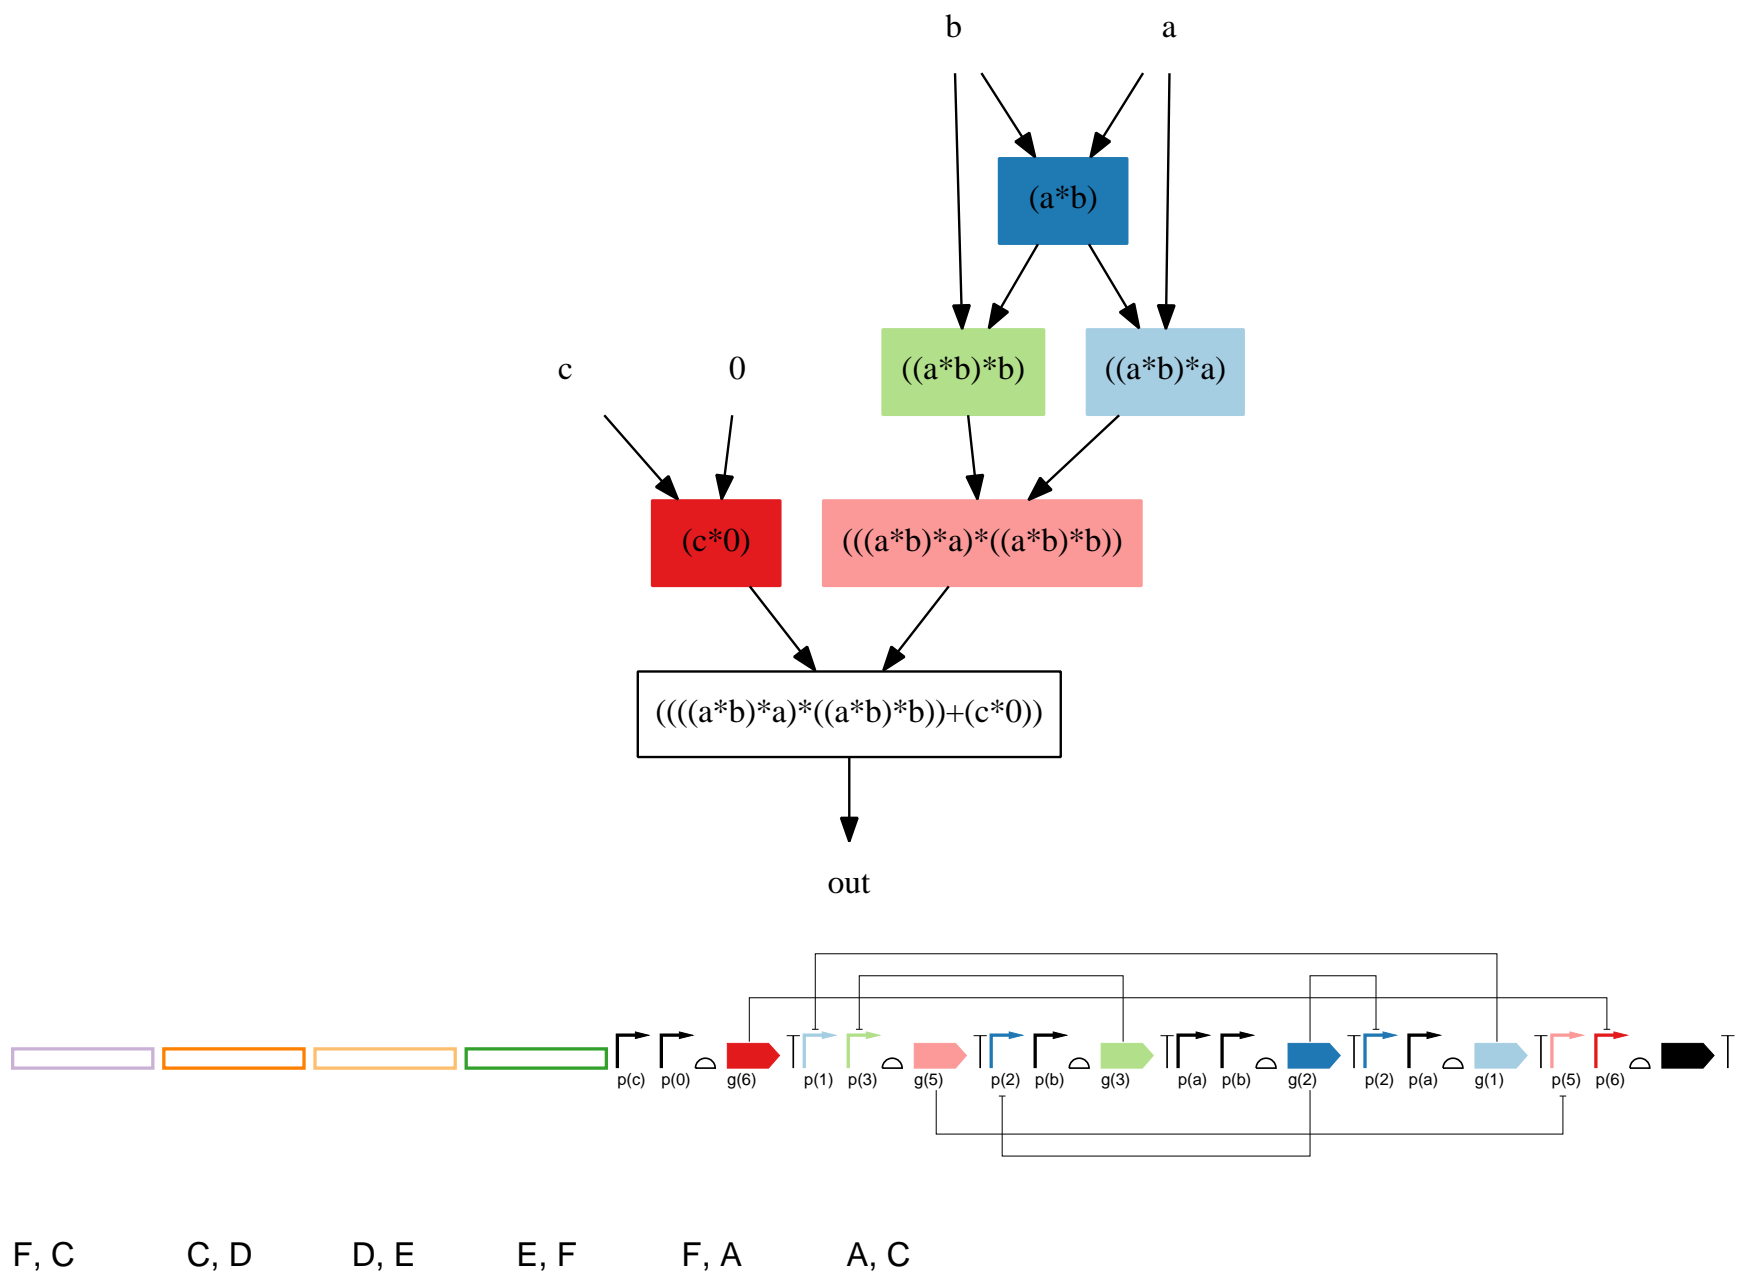 b a
(a*b)
c 0 ((a*b)*b) ((a*b)*a)
(c*0) (((a*b)*a)*((a*b)*b))
((((a*b)*a)*((a*b)*b))+(c*0))
out
p(c) p(0) g(6) p(1) p(3) g(5) p(2) p(b) g(3) p(a) p(b) g(2) p(2) p(a) g(1) p(5) p(6)
F, C C, D D, E E, F F, A A, C